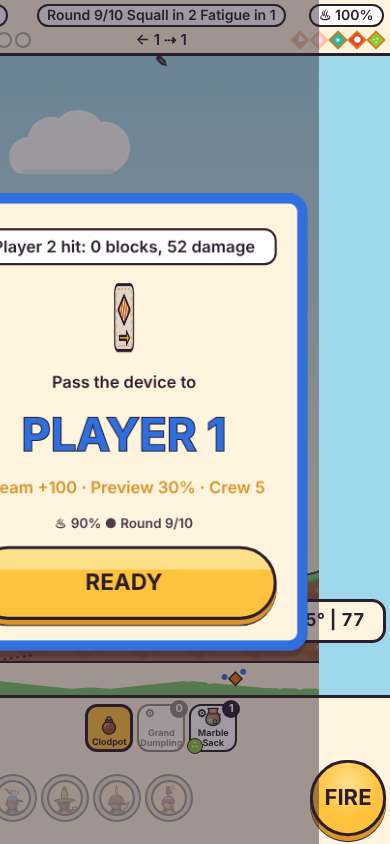 Round 9/10 Squall in 2 Fatigue in 1
♨ 100%
← 1 ⇢ 1
Player 2 hit: 0 blocks, 52 damage
Pass the device to
PLAYER 1
eam +100 · Preview 30% · Crew 5
♨ 90% ● Round 9/10
READY
5° | 77
Clodpot
0
Grand
Dumpling
1
Marble
Sack
FIRE